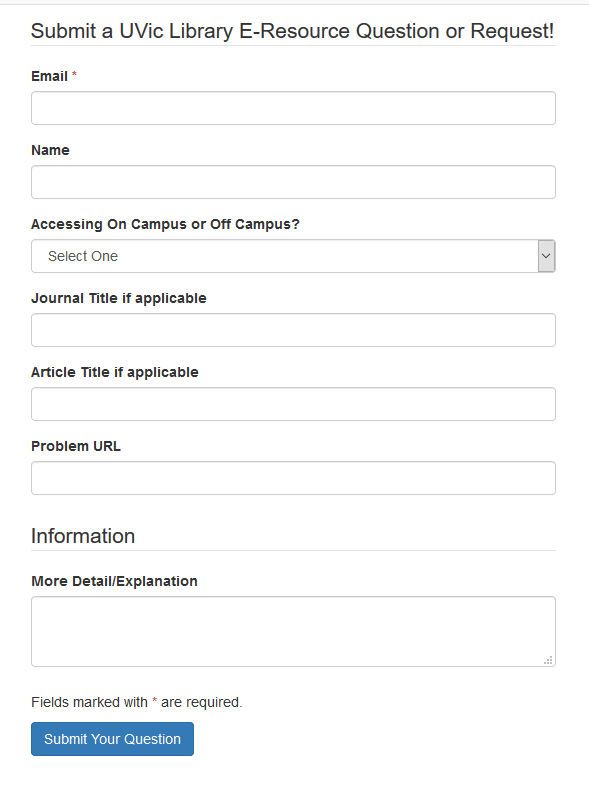 Submit a UVic Library E-Resource Question or Request!
Email *
Name
Accessing On Campus or Off Campus?
Select One
Journal Title if applicable
Article Title if applicable
Problem URL
Information
More Detail/Explanation
Fields marked with * are required.
Submit Your Question